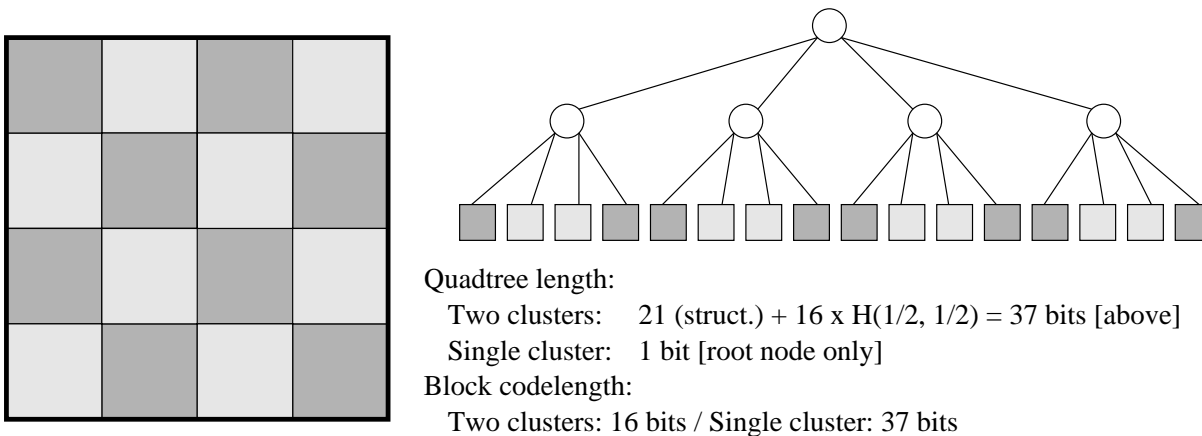 Quadtree length:
Two clusters: 21 (struct.) + 16 x H(1/2, 1/2) = 37 bits [above]
Single cluster: 1 bit [root node only]
Block codelength:
Two clusters: 16 bits / Single cluster: 37 bits